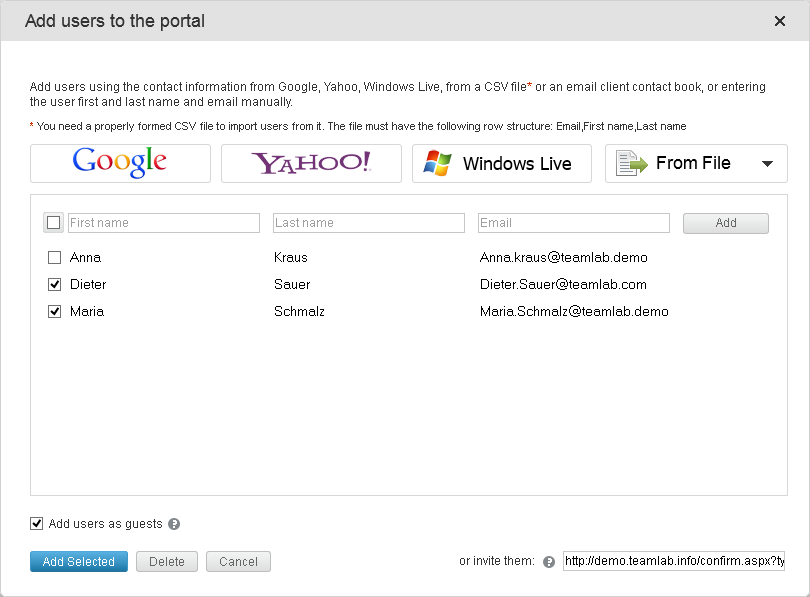 Add users to the portal
Add users using the contact information from Google, Yahoo, Windows Live, from a CSV file* or an email client contact book, or entering
the user first and last name and email manually.
* You need a properly formed CSV file to import users from it. The file must have the following row structure: Email,First name,Last name
Google YAHOO! Windows Live From File
First name Last name Email Add
Anna Kraus Anna.kraus@teamlab.demo
Dieter Sauer Dieter.Sauer@teamlab.com
Maria Schmalz Maria.Schmalz@teamlab.demo
Add users as guests ?
Add Selected Delete Cancel or invite them: ? http://demo.teamlab.info/confirm.aspx?ty